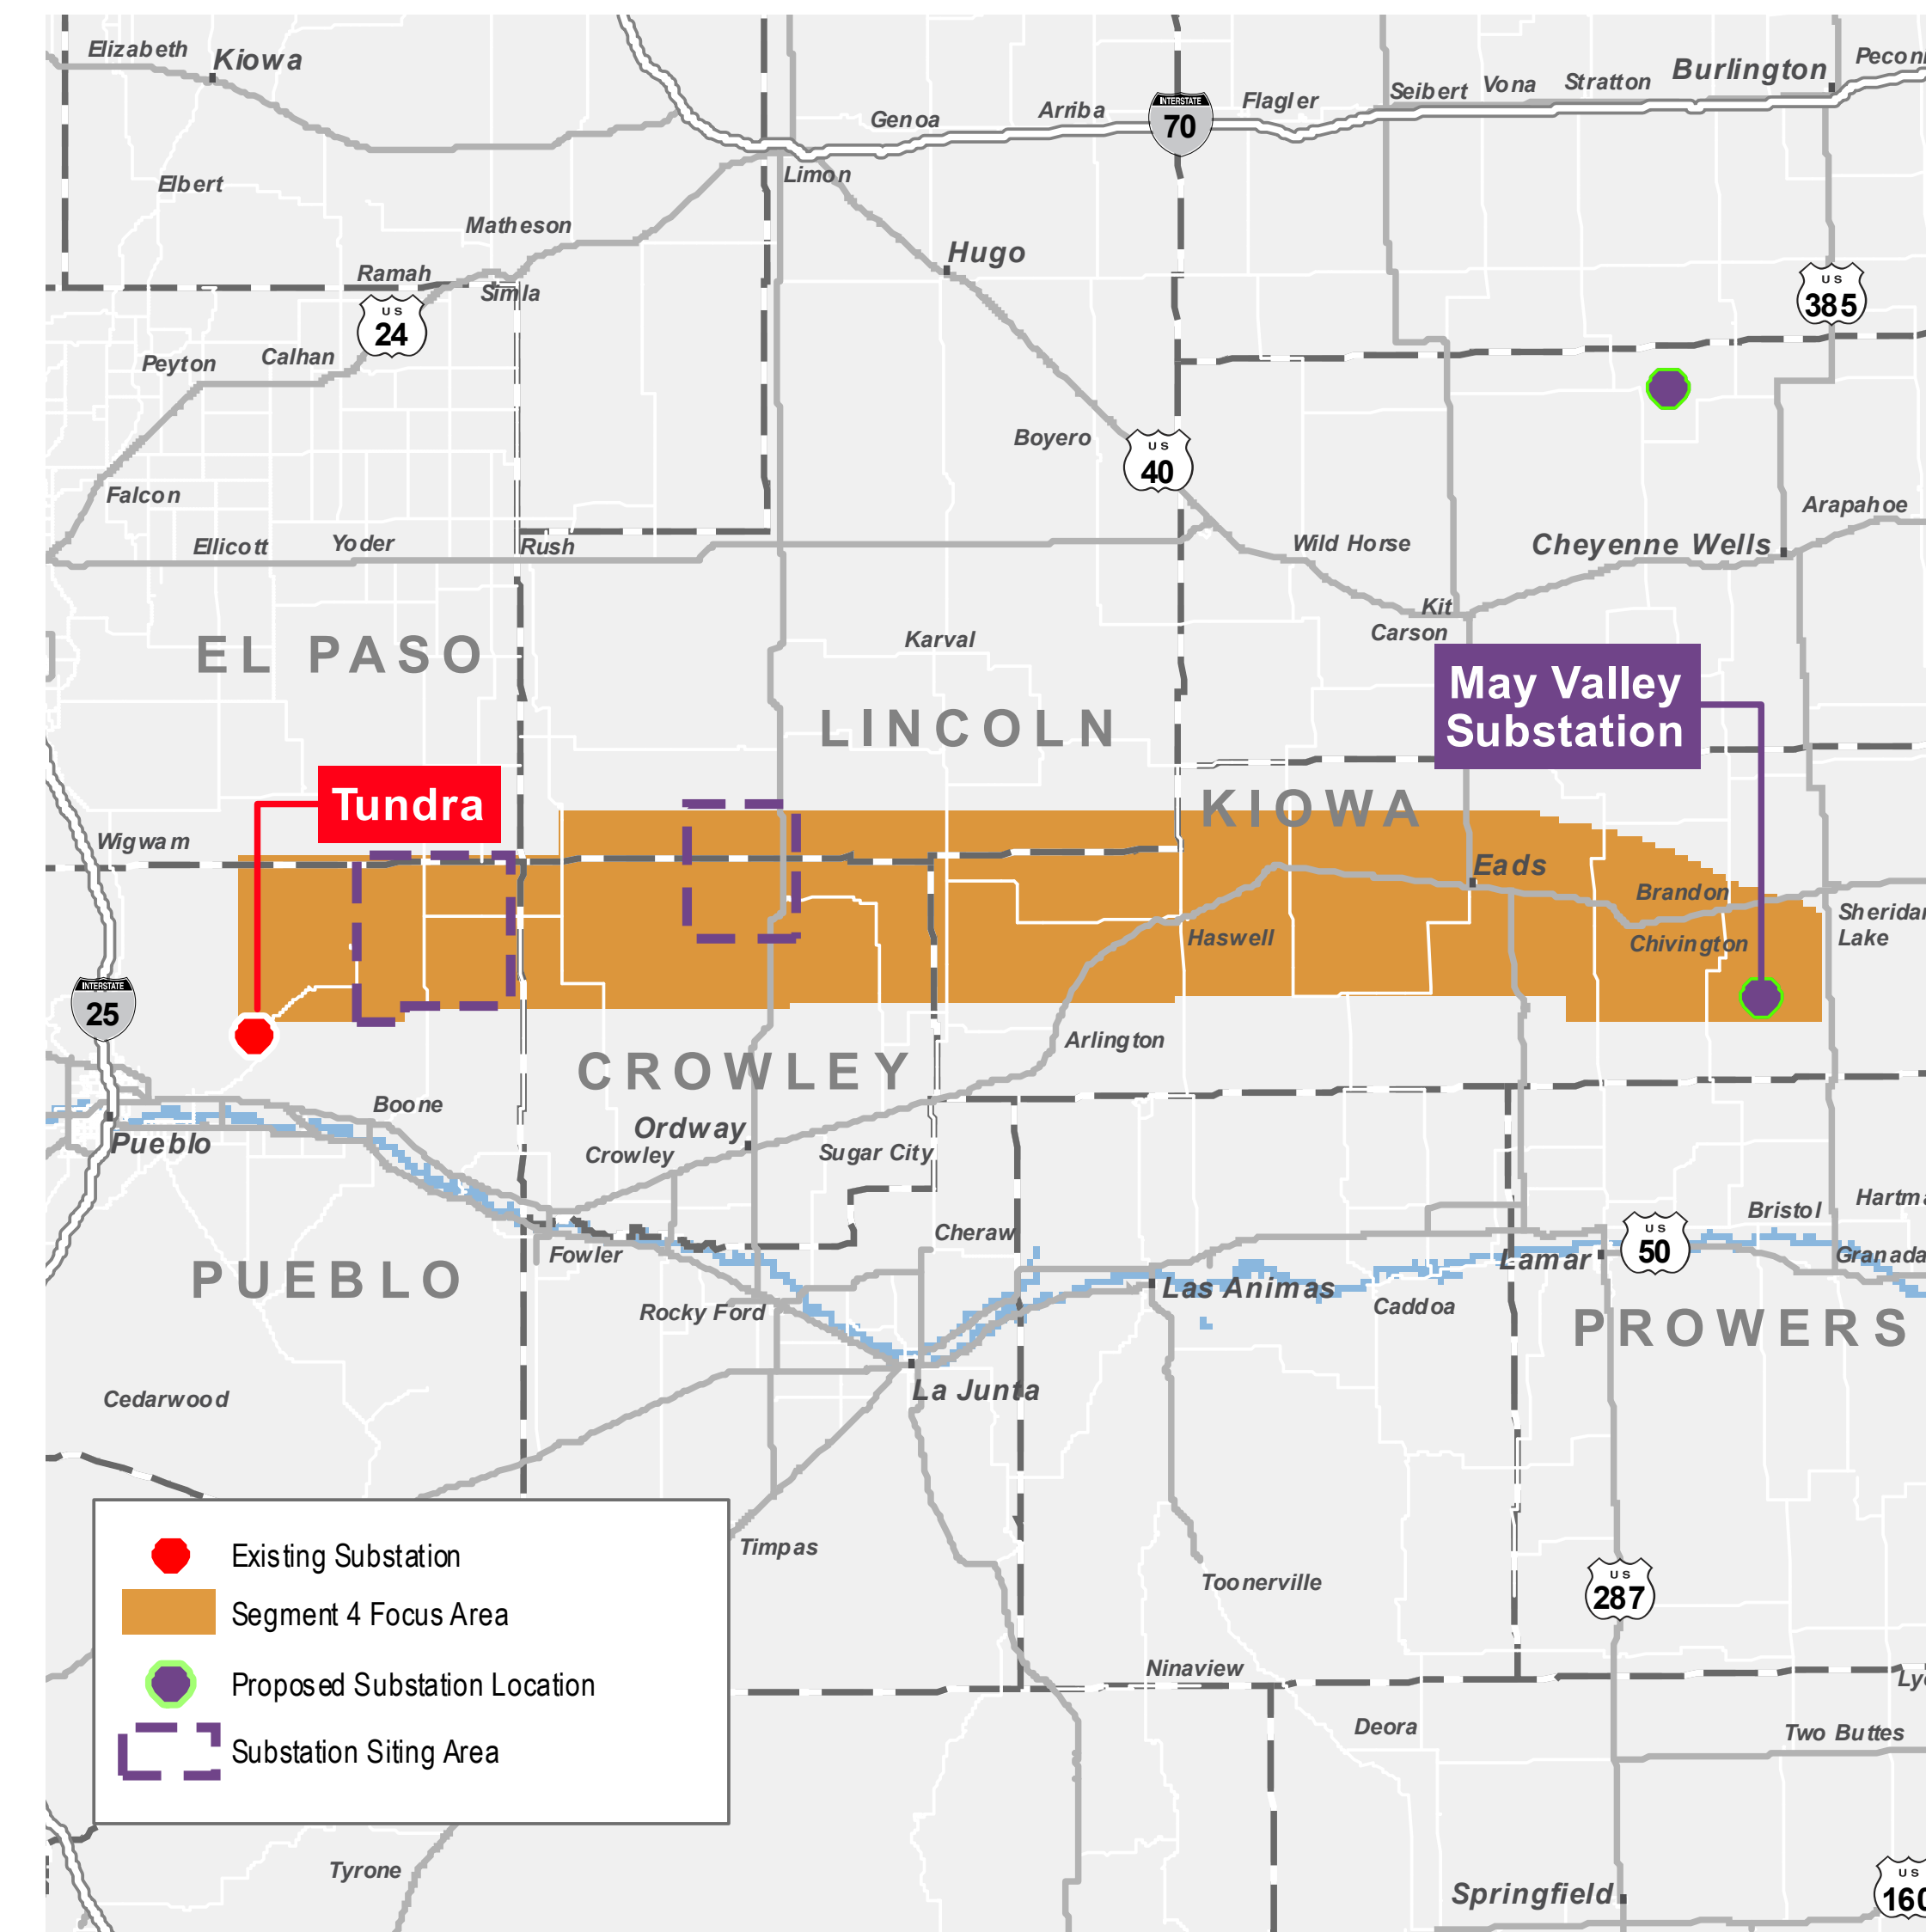 Elizabeth
Kiowa
Burlington
Seibert
Vona
Stratton
Genoa
Arriba
INTERSTATE
70
Flagler
Elbert
Limon
Matheson
Hugo
Ramah
Simla
US
24
US
385
Peyton
Calhan
Boyero
US
40
Falcon
Arapahoe
Ellicott
Yoder
Rush
Wild Horse
Cheyenne Wells
Kit
Carson
EL PASO
Karval
May Valley
Substation
LINCOLN
Tundra
KIOWA
Wigwam
Eads
Brandon
Haswell
Chivington
Lake
INTERSTATE
25
Arlington
CROWLEY
Boone
Pueblo
Ordway
Crowley
Sugar City
Bristol
Cheraw
Fowler
Lamar
US
50
Granada
PUEBLO
Las Animas
Rocky Ford
Caddoa
PROWERS
La Junta
Cedarwood
Timpas
Toonerville
US
287
Existing Substation
Segment 4 Focus Area
Proposed Substation Location
Substation Siting Area
Ninaview
Deora
Two Buttes
Tyrone
Springfield
US
160